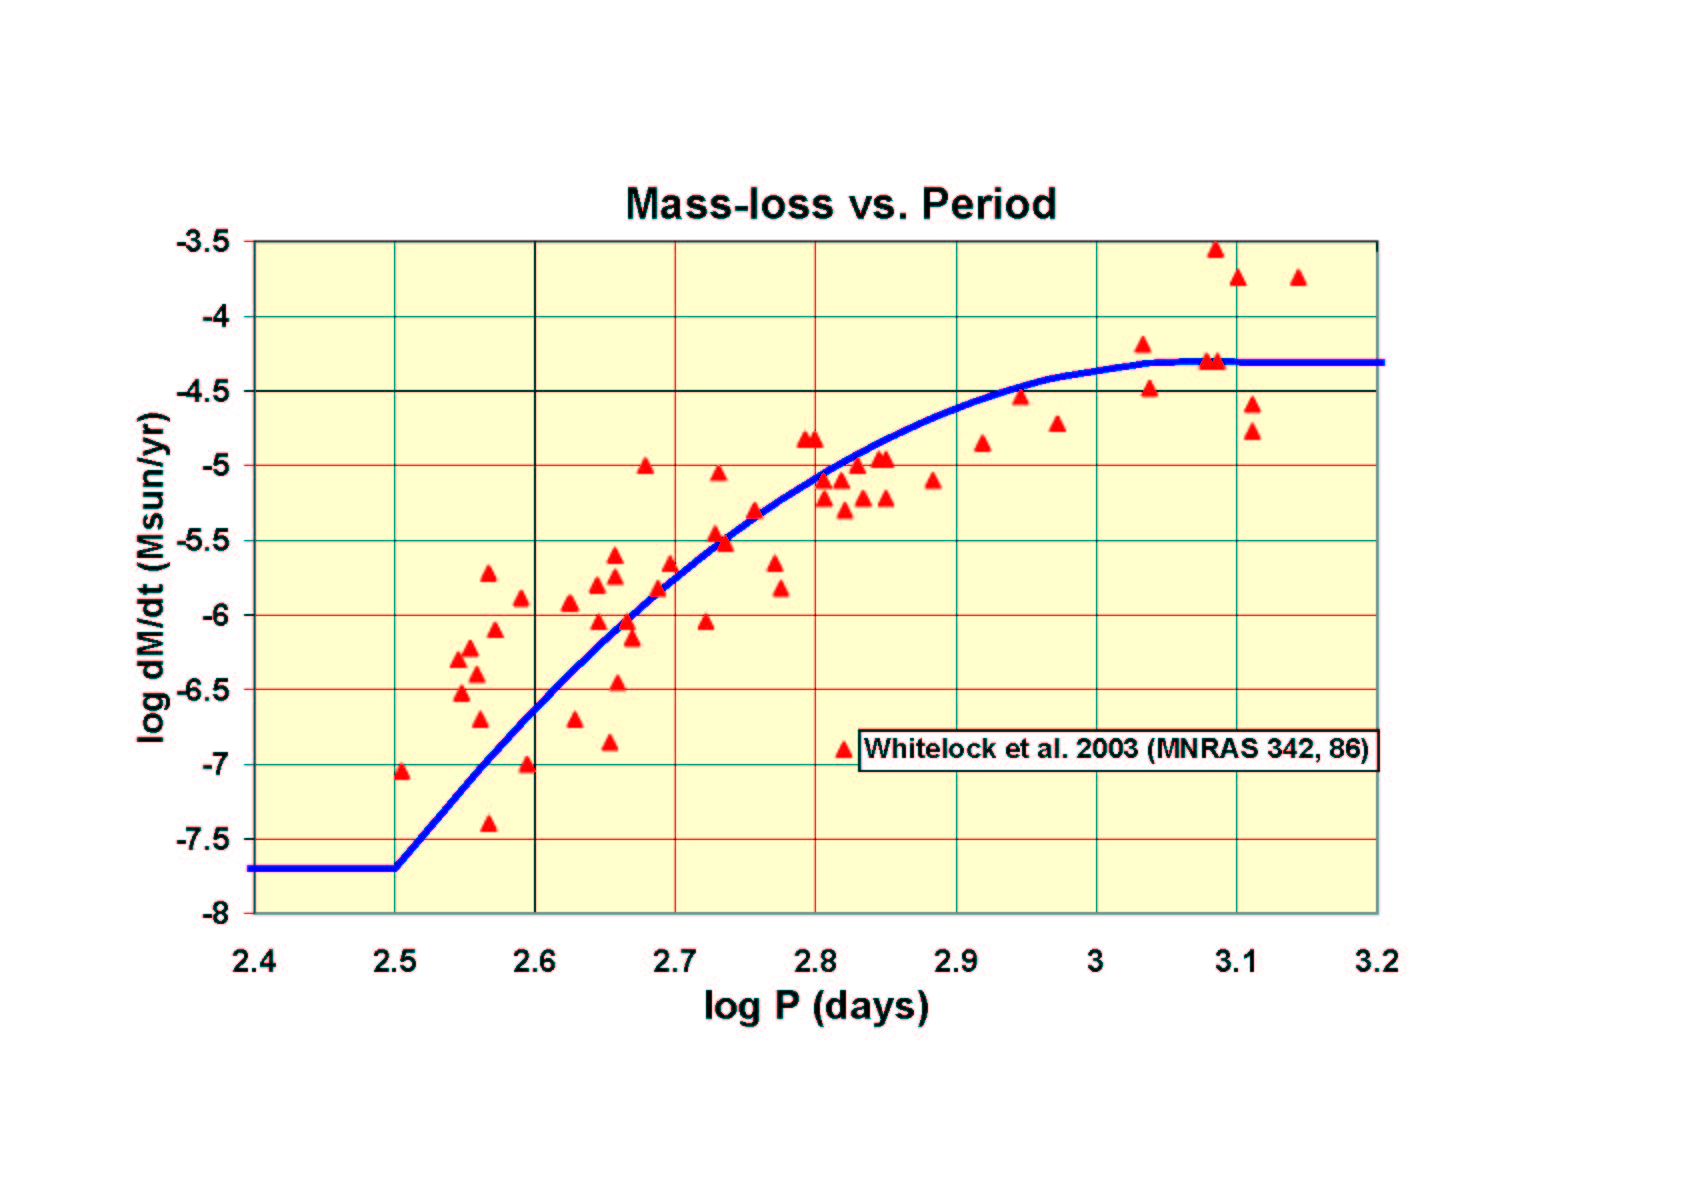 Mass-loss vs. Period
-3.5
-4
-4.5
-5
-5.5
-6
-6.5
-7
-7.5
-8
log dM/dt (Msun/yr)
Whitelock et al. 2003 (MNRAS 342, 86)
2.4 2.5 2.6 2.7 2.8 2.9 3 3.1 3.2
log P (days)